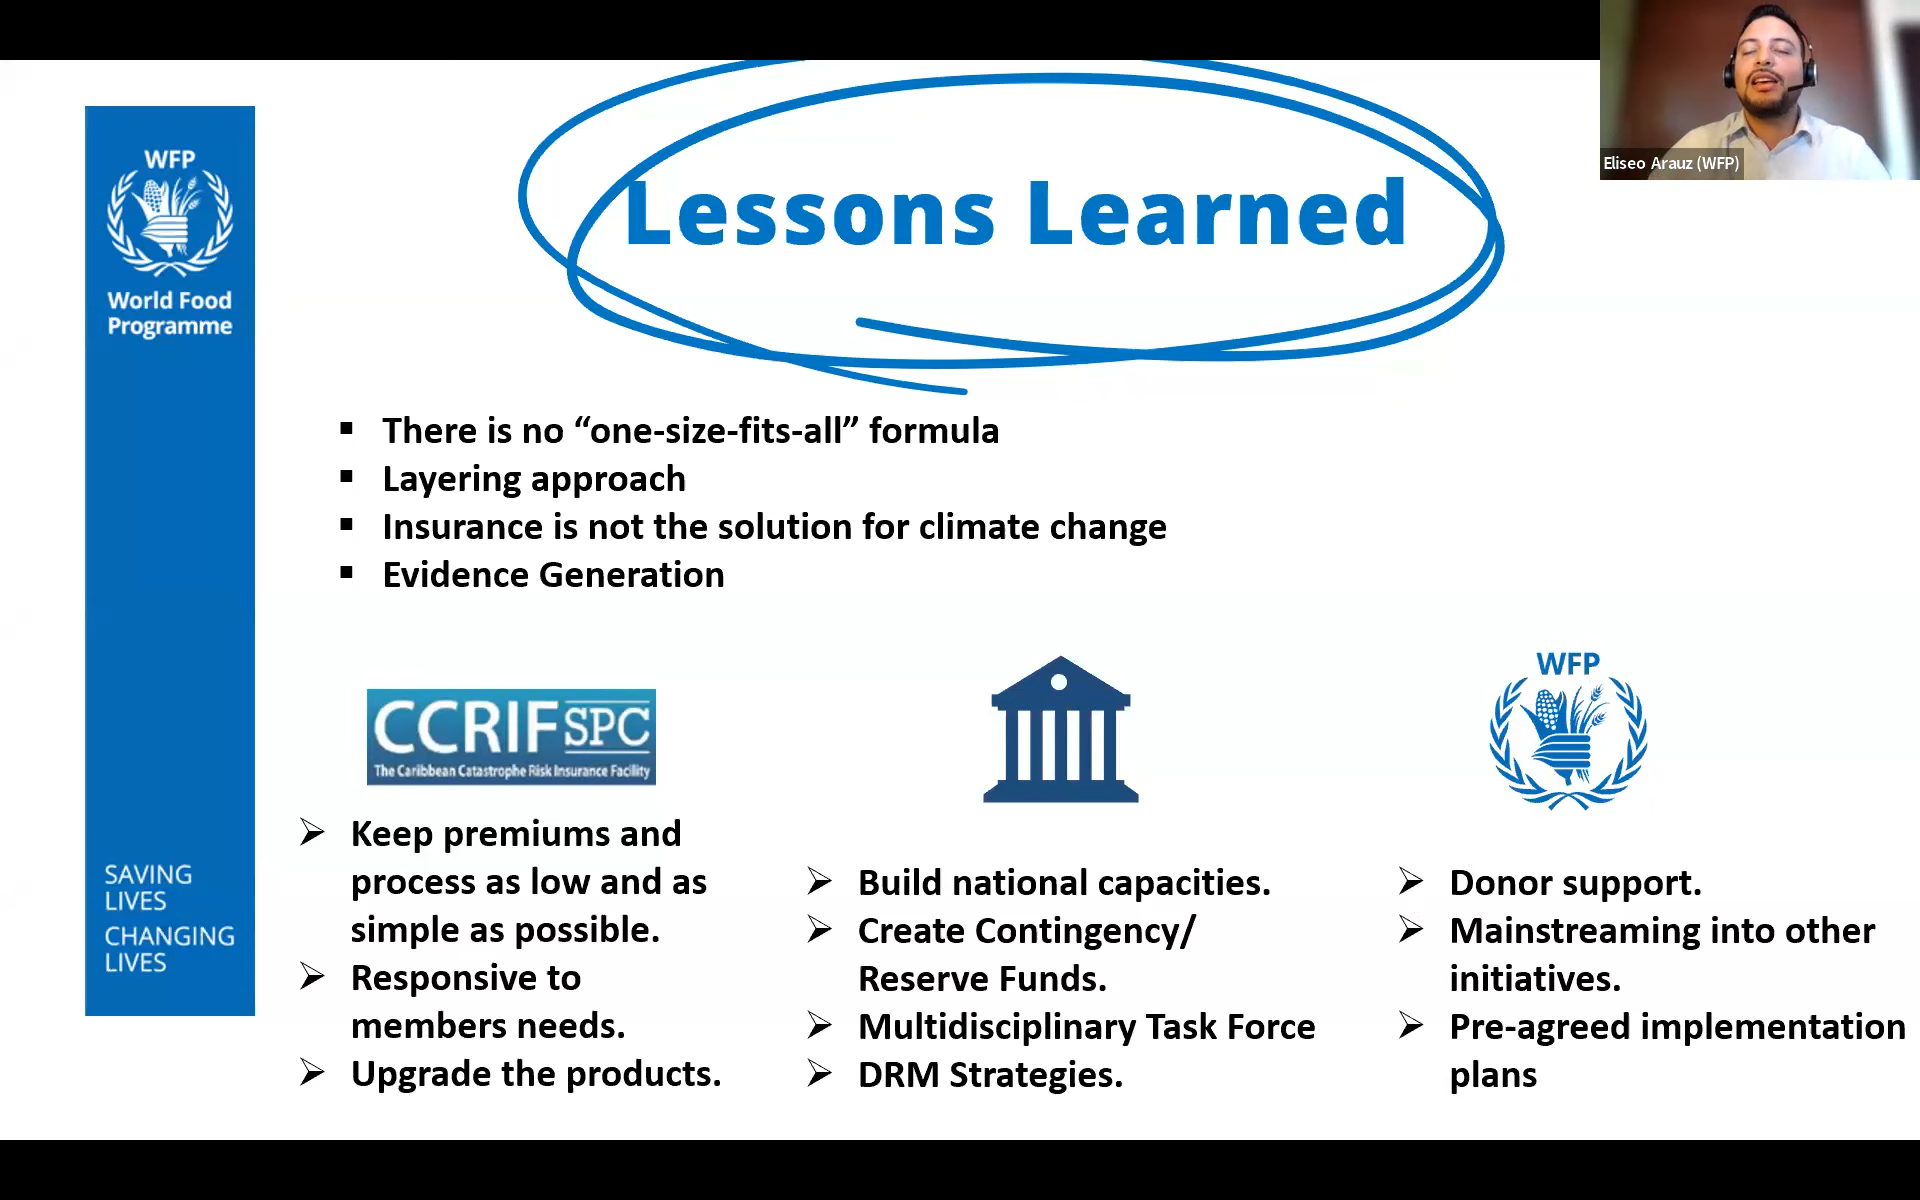 Eliseo Arauz (WFP)
WFP
World Food
Programme
Lessons Learned
▪ There is no “one-size-fits-all” formula
▪ Layering approach
▪ Insurance is not the solution for climate change
▪ Evidence Generation
SAVING
LIVES
CHANGING
LIVES
CCRIF SPC
The Caribbean Catastrophe Risk Insurance Facility
➢ Keep premiums and
process as low and as
simple as possible.
➢ Responsive to
members needs.
➢ Upgrade the products.
➢ Build national capacities.
➢ Create Contingency/
Reserve Funds.
➢ Multidisciplinary Task Force
➢ DRM Strategies.
WFP
➢ Donor support.
➢ Mainstreaming into other
initiatives.
➢ Pre-agreed implementation
plans